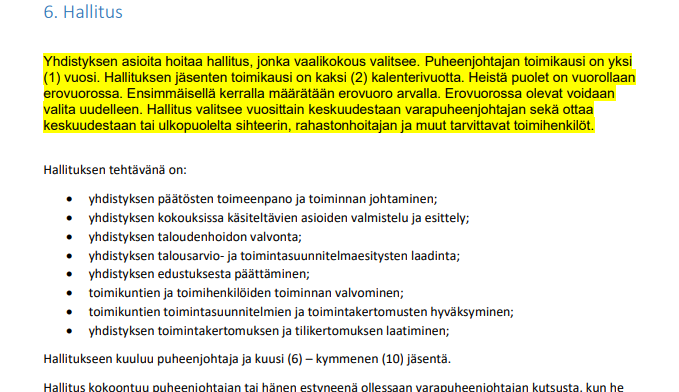 6. Hallitus
Yhdistyksen asioita hoitaa hallitus, jonka vaalikokous valitsee. Puheenjohtajan toimikausi on yksi
(1) vuosi. Hallituksen jäsenten toimikausi on kaksi (2) kalenterivuotta. Heistä puolet on vuorollaan
erovuorossa. Ensimmäisellä kerralla määrätään erovuoro arvalla. Erovuorossa olevat voidaan
valita uudelleen. Hallitus valitsee vuosittain keskuudestaan varapuheenjohtajan sekä ottaa
keskuudestaan tai ulkopuolelta sihteerin, rahastonhoitajan ja muut tarvittavat toimihenkilöt.
Hallituksen tehtävänä on:
• yhdistyksen päätösten toimeenpano ja toiminnan johtaminen;
• yhdistyksen kokouksissa käsiteltävien asioiden valmistelu ja esittely;
• yhdistyksen taloudenhoidon valvonta;
• yhdistyksen talousarvio- ja toimintasuunnitelmaesitysten laadinta;
• yhdistyksen edustuksesta päättäminen;
• toimikuntien ja toimihenkilöiden toiminnan valvominen;
• toimikuntien toimintasuunnitelmien ja toimintakertomusten hyväksyminen;
• yhdistyksen toimintakertomuksen ja tilikertomuksen laatiminen;
Hallitukseen kuuluu puheenjohtaja ja kuusi (6) – kymmenen (10) jäsentä.
Hallitus kokoontuu puheenjohtajan tai hänen estyneenä ollessaan varapuheenjohtajan kutsusta, kun he